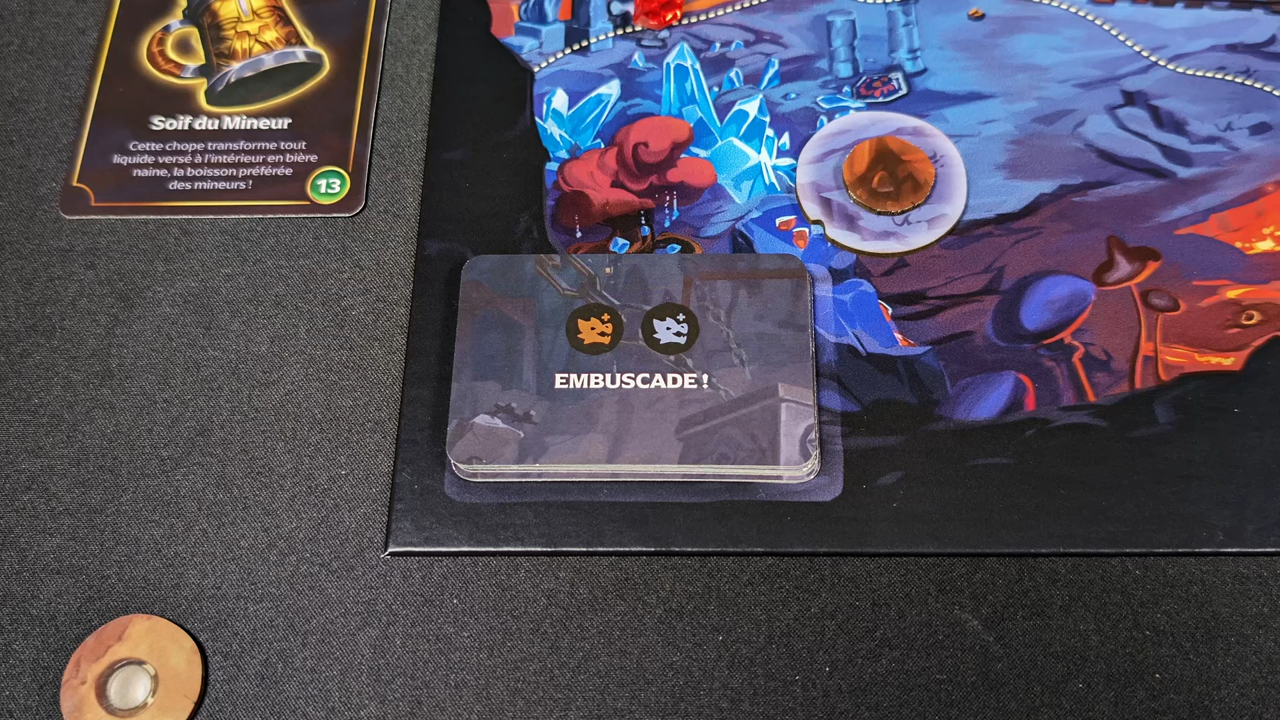 Soif du Mineur
Cette chope transforme tout
liquide versé à l'intérieur en bière
naine, la boisson préférée
des mineurs !
13
EMBUSCADE !